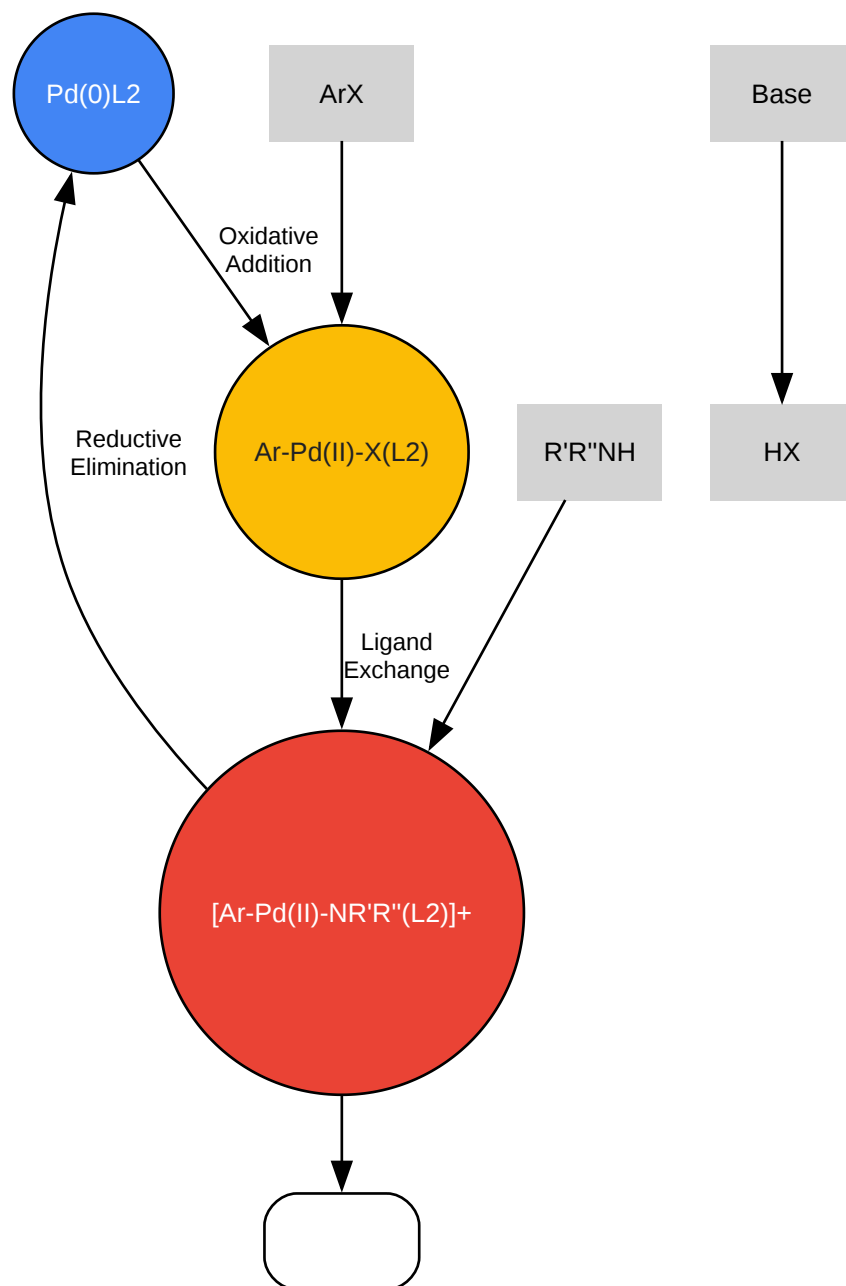 Pd(0)L2
ArX
Base
Oxidative
Addition
Reductive
Elimination
Ar-Pd(II)-X(L2)
R'R"NH
HX
Ligand
Exchange
[Ar-Pd(II)-NR'R"(L2)]+